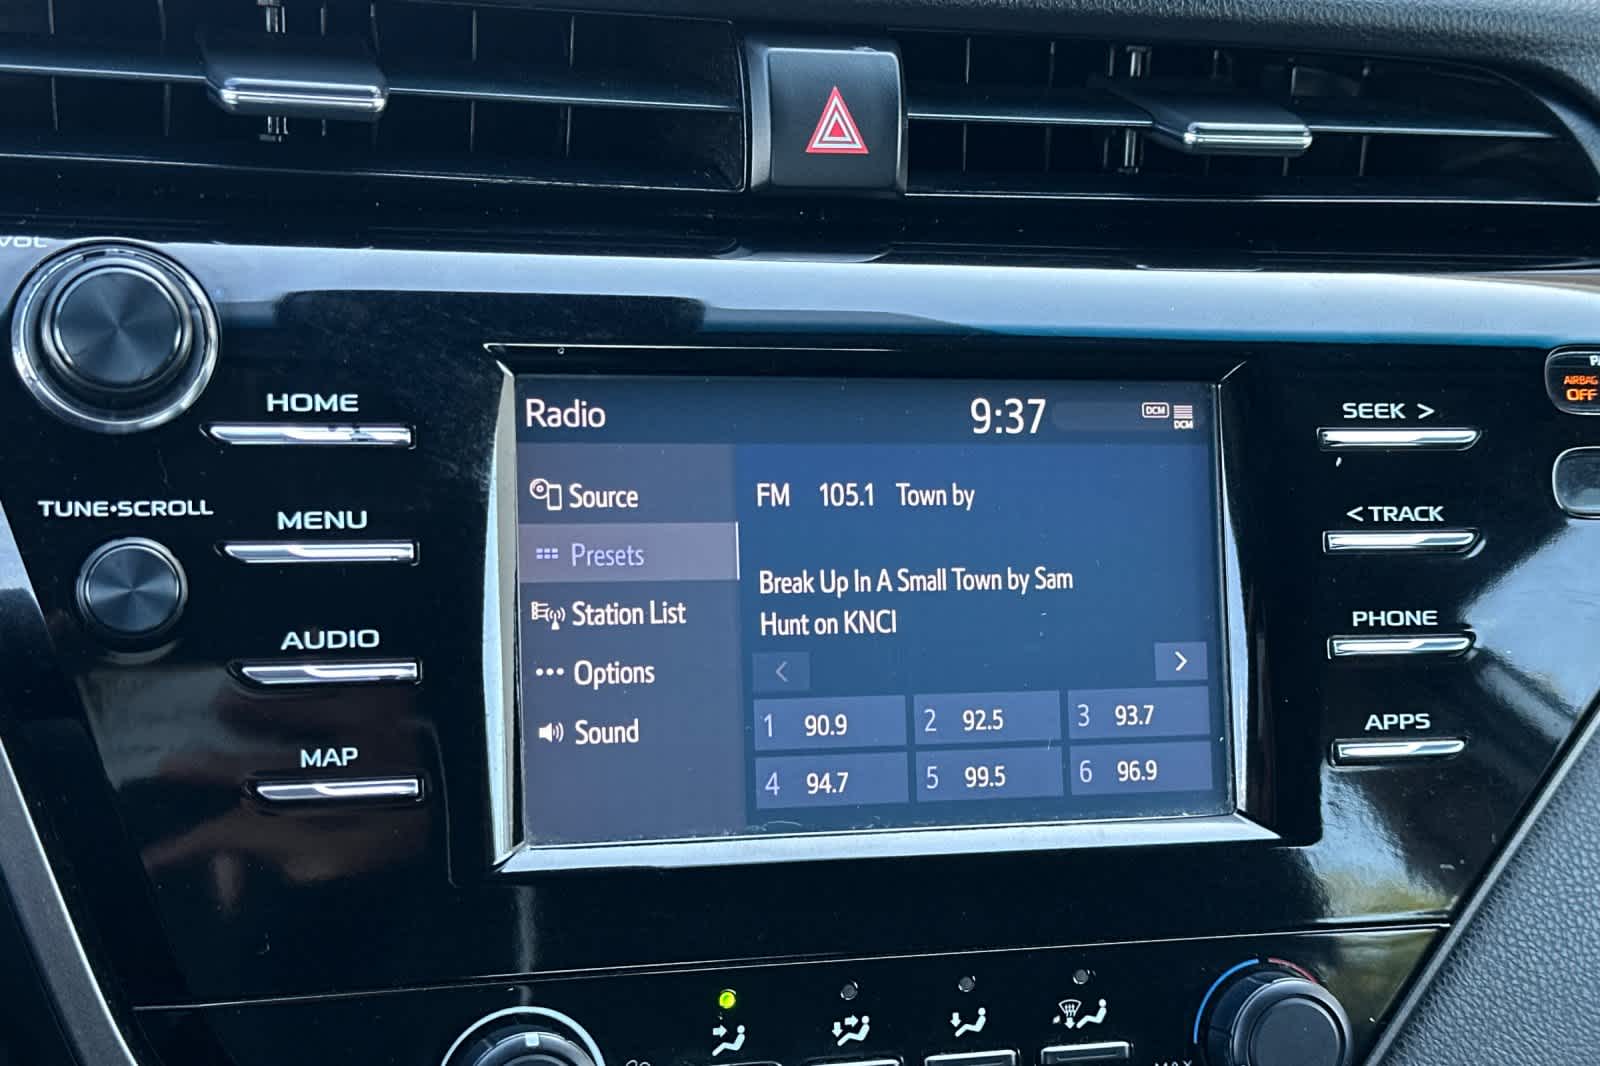 VOL
HOME
TUNE•SCROLL
MENU
AUDIO
MAP
Radio
9:37
DCM
DCM
Source
Presets
Station List
Options
Sound
FM 105.1 Town by
Break Up In A Small Town by Sam
Hunt on KNCI
<
>
1 90.9
2 92.5
3 93.7
4 94.7
5 99.5
6 96.9
SEEK >
< TRACK
PHONE
APPS
AIRBAG
OFF